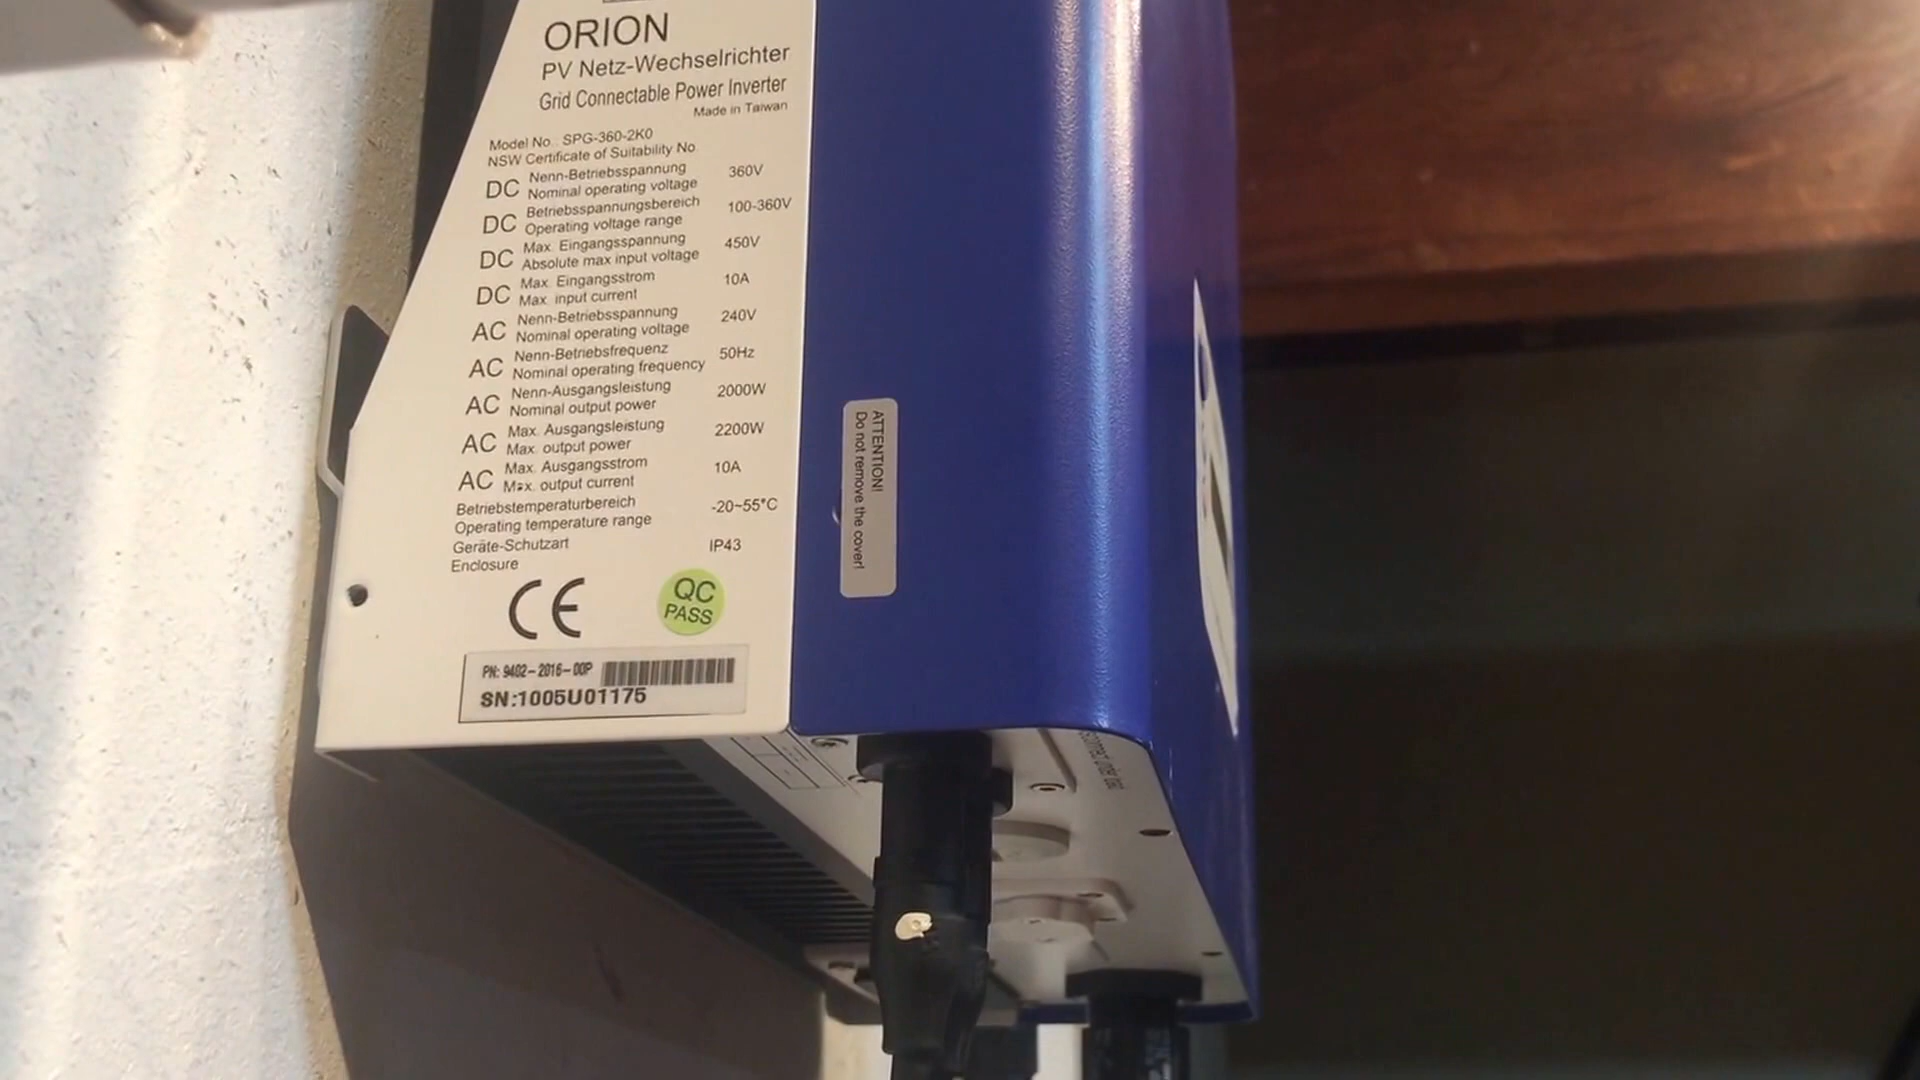 ORION
PV Netz-Wechselrichter
Grid Connectable Power Inverter
Made in Taiwan
Model No. SPG-360-2K0
NSW Certificate of Suitability No.
DC Nenn-Betriebsspannung 360V
Nominal operating voltage
DC Betriebsspannungsbereich 100-360V
Operating voltage range
DC Max. Eingangsspannung 450V
Absolute max input voltage
DC Max. Eingangsstrom 10A
Max. input current
AC Nenn-Betriebsspannung 240V
Nominal operating voltage
AC Nenn-Betriebsfrequenz 50Hz
Nominal operating frequency
AC Nenn-Ausgangsleistung 2000W
Nominal output power
AC Max. Ausgangsleistung 2200W
Max. output power
AC Max. Ausgangsstrom 10A
Max. output current
Betriebstemperaturbereich -20~55°C
Operating temperature range
Geräte-Schutzart IP43
Enclosure
CE
QC
PASS
PN: 9402-2016-00P
SN:1005U01175
ATTENTION!
Do not remove the cover!